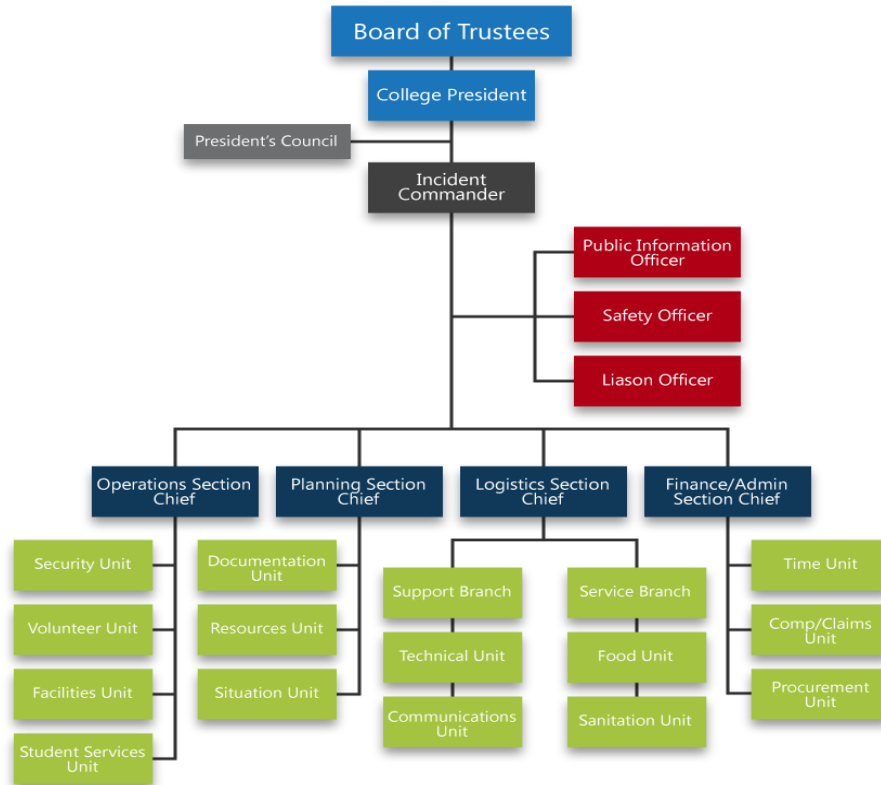 Board of Trustees
College President
President's Council
Incident
Commander
Public Information
Officer
Safety Officer
Liason Officer
Operations Section
Chief
Planning Section
Chief
Logistics Section
Chief
Finance/Admin
Section Chief
Security Unit
Volunteer Unit
Facilities Unit
Student Services
Unit
Documentation
Unit
Resources Unit
Situation Unit
Support Branch
Technical Unit
Communications
Unit
Service Branch
Food Unit
Sanitation Unit
Time Unit
Comp/Claims
Unit
Procurement
Unit